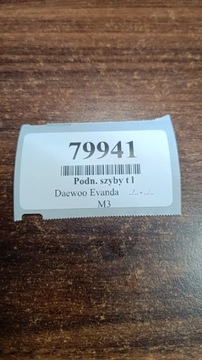 79941
Podn. szyby t l
Daewoo Evanda
M3